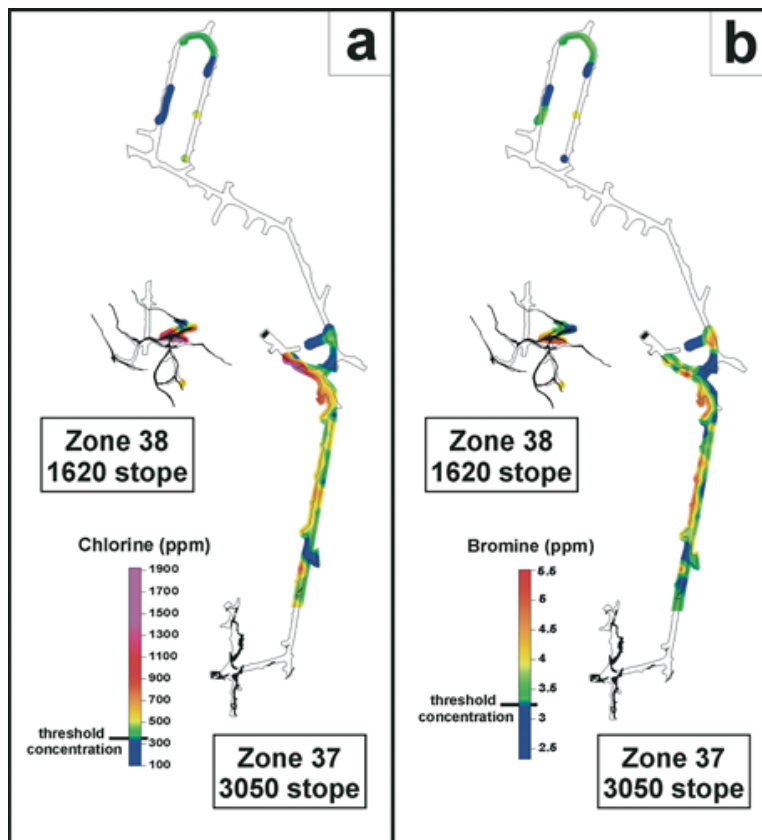 a
Zone 38
1620 stope
Chlorine (ppm)
1900
1700
1500
1300
1100
900
700
500
300
100
threshold
concentration
Zone 37
3050 stope
b
Zone 38
1620 stope
Bromine (ppm)
5.5
5
4.5
4
3.5
3
2.5
threshold
concentration
Zone 37
3050 stope